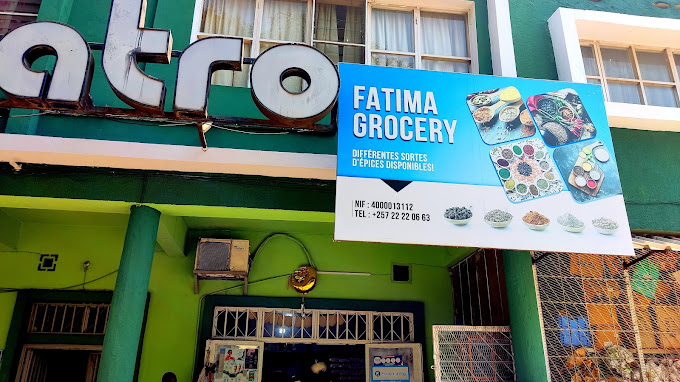 atro
FATIMA
GROCERY
DIFFÉRENTES SORTES
D'ÉPICES DISPONIBLES!
NIF : 4000013112
TEL : +257 22 22 06 63